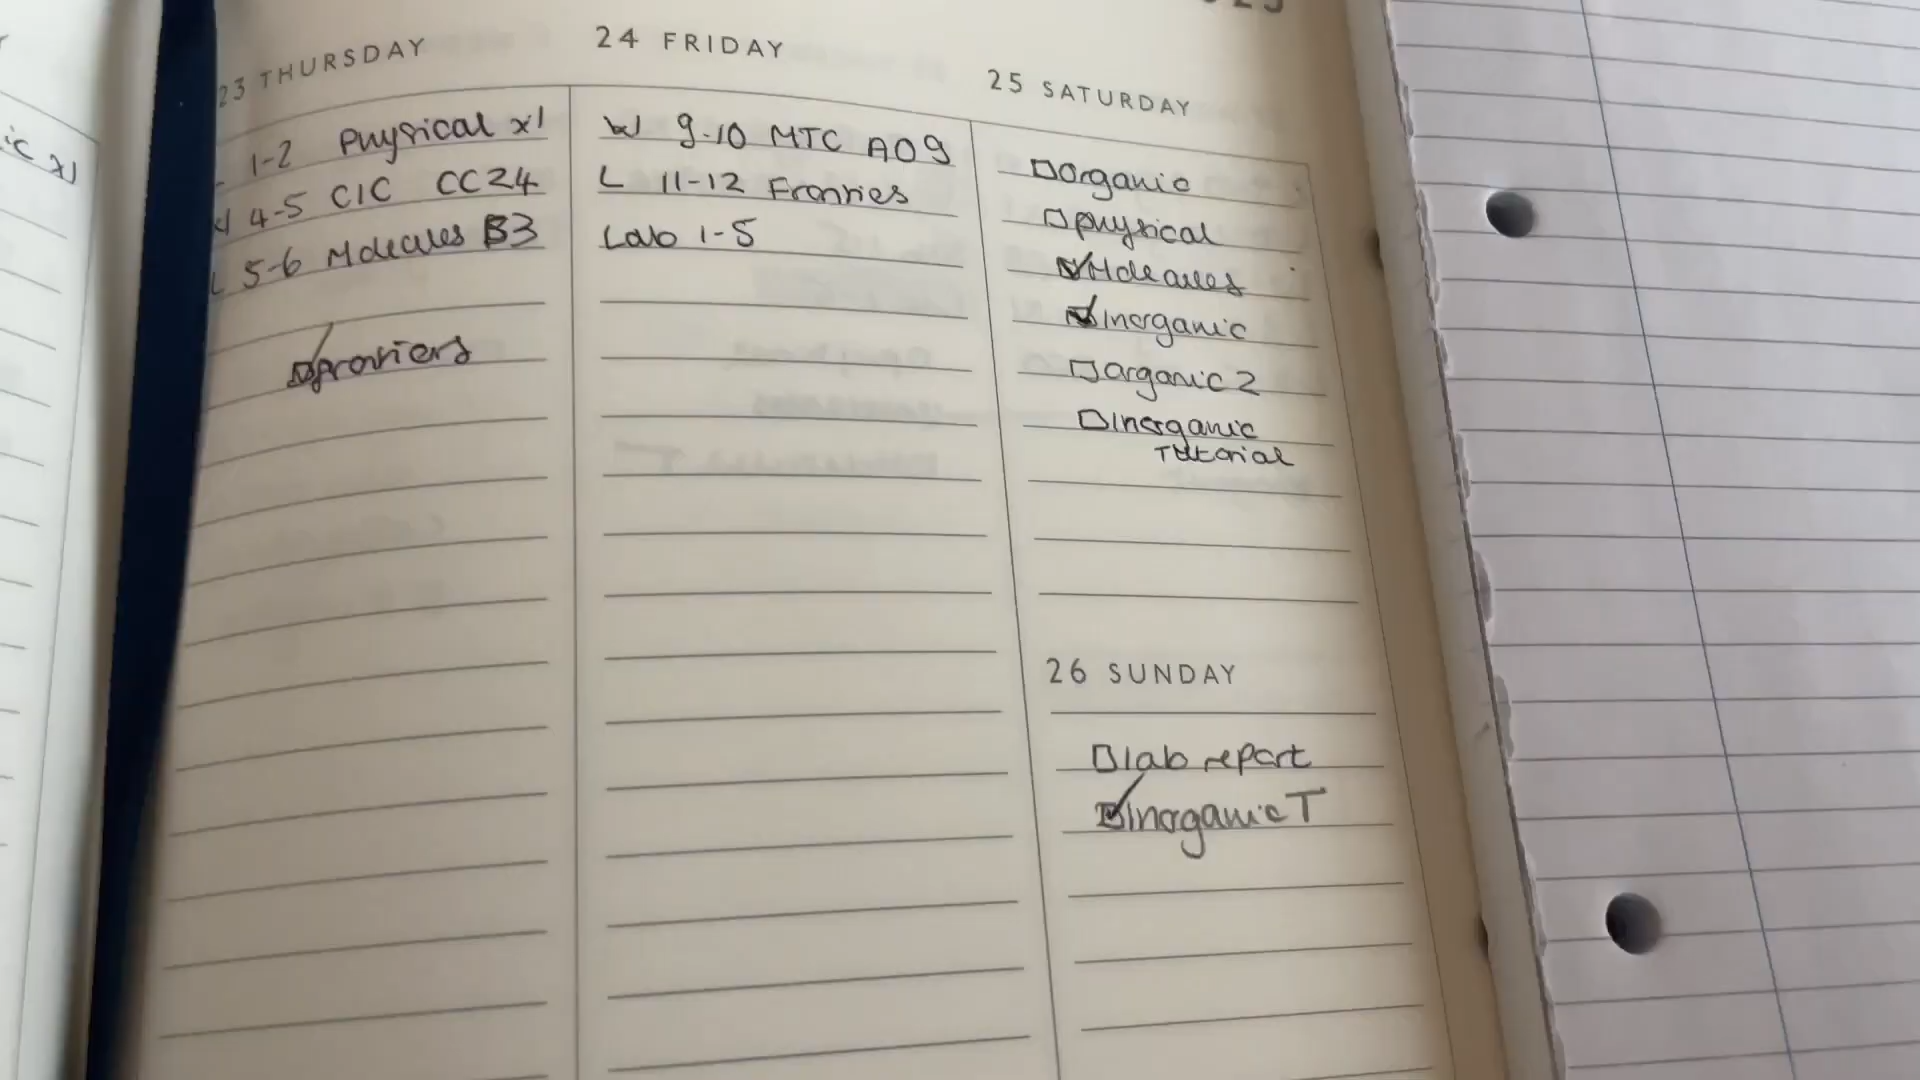 23 THURSDAY
1-2 Physical x1
4-5 CIC CC24
L 5-6 Molecules B3
fronriers
24 FRIDAY
W 9-10 MTC A09
L 11-12 Fronries
Lab 1-5
25 SATURDAY
organic
physical
Molecules
Inorganic
organic 2
Inorganic
Tutorial
26 SUNDAY
lab report
Inorganic T